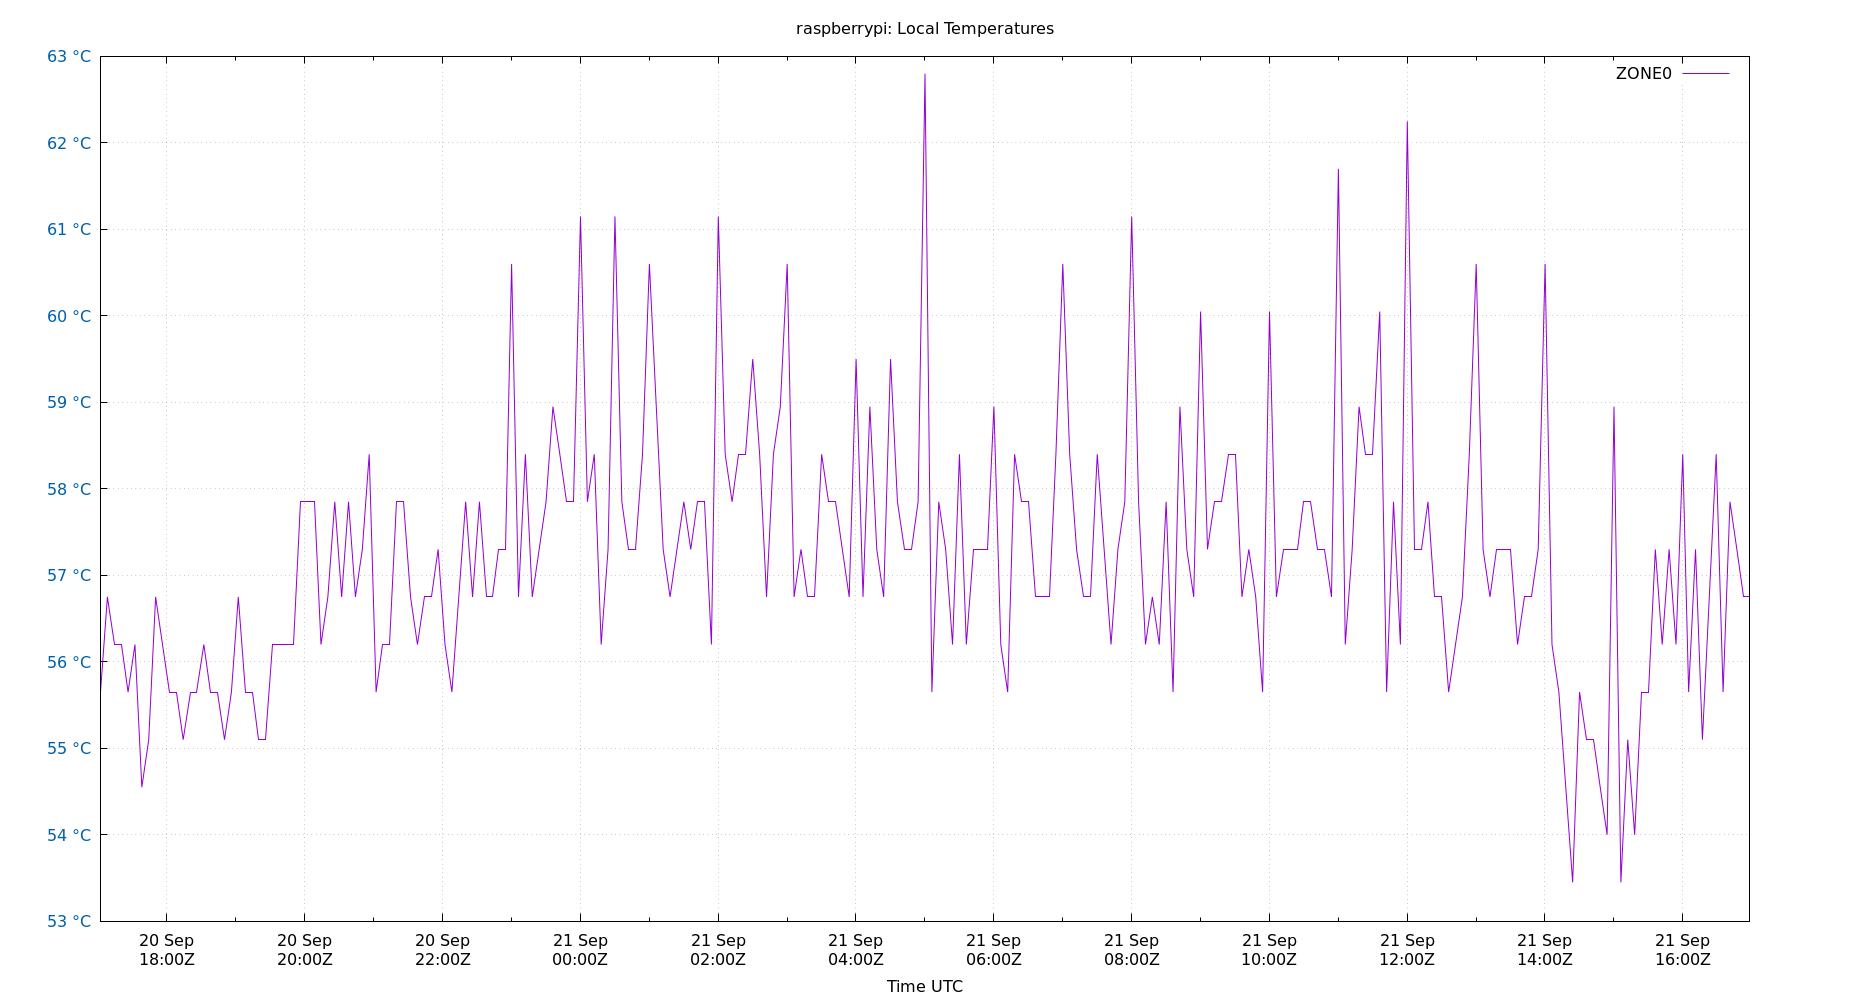 raspberrypi: Local Temperatures
ZONE0
63 °C
62 °C
61 °C
60 °C
59 °C
58 °C
57 °C
56 °C
55 °C
54 °C
53 °C
20 Sep 20 Sep 20 Sep 21 Sep 21 Sep 21 Sep 21 Sep 21 Sep 21 Sep 21 Sep 21 Sep 21 Sep
18:00Z 20:00Z 22:00Z 00:00Z 02:00Z 04:00Z 06:00Z 08:00Z 10:00Z 12:00Z 14:00Z 16:00Z
Time UTC